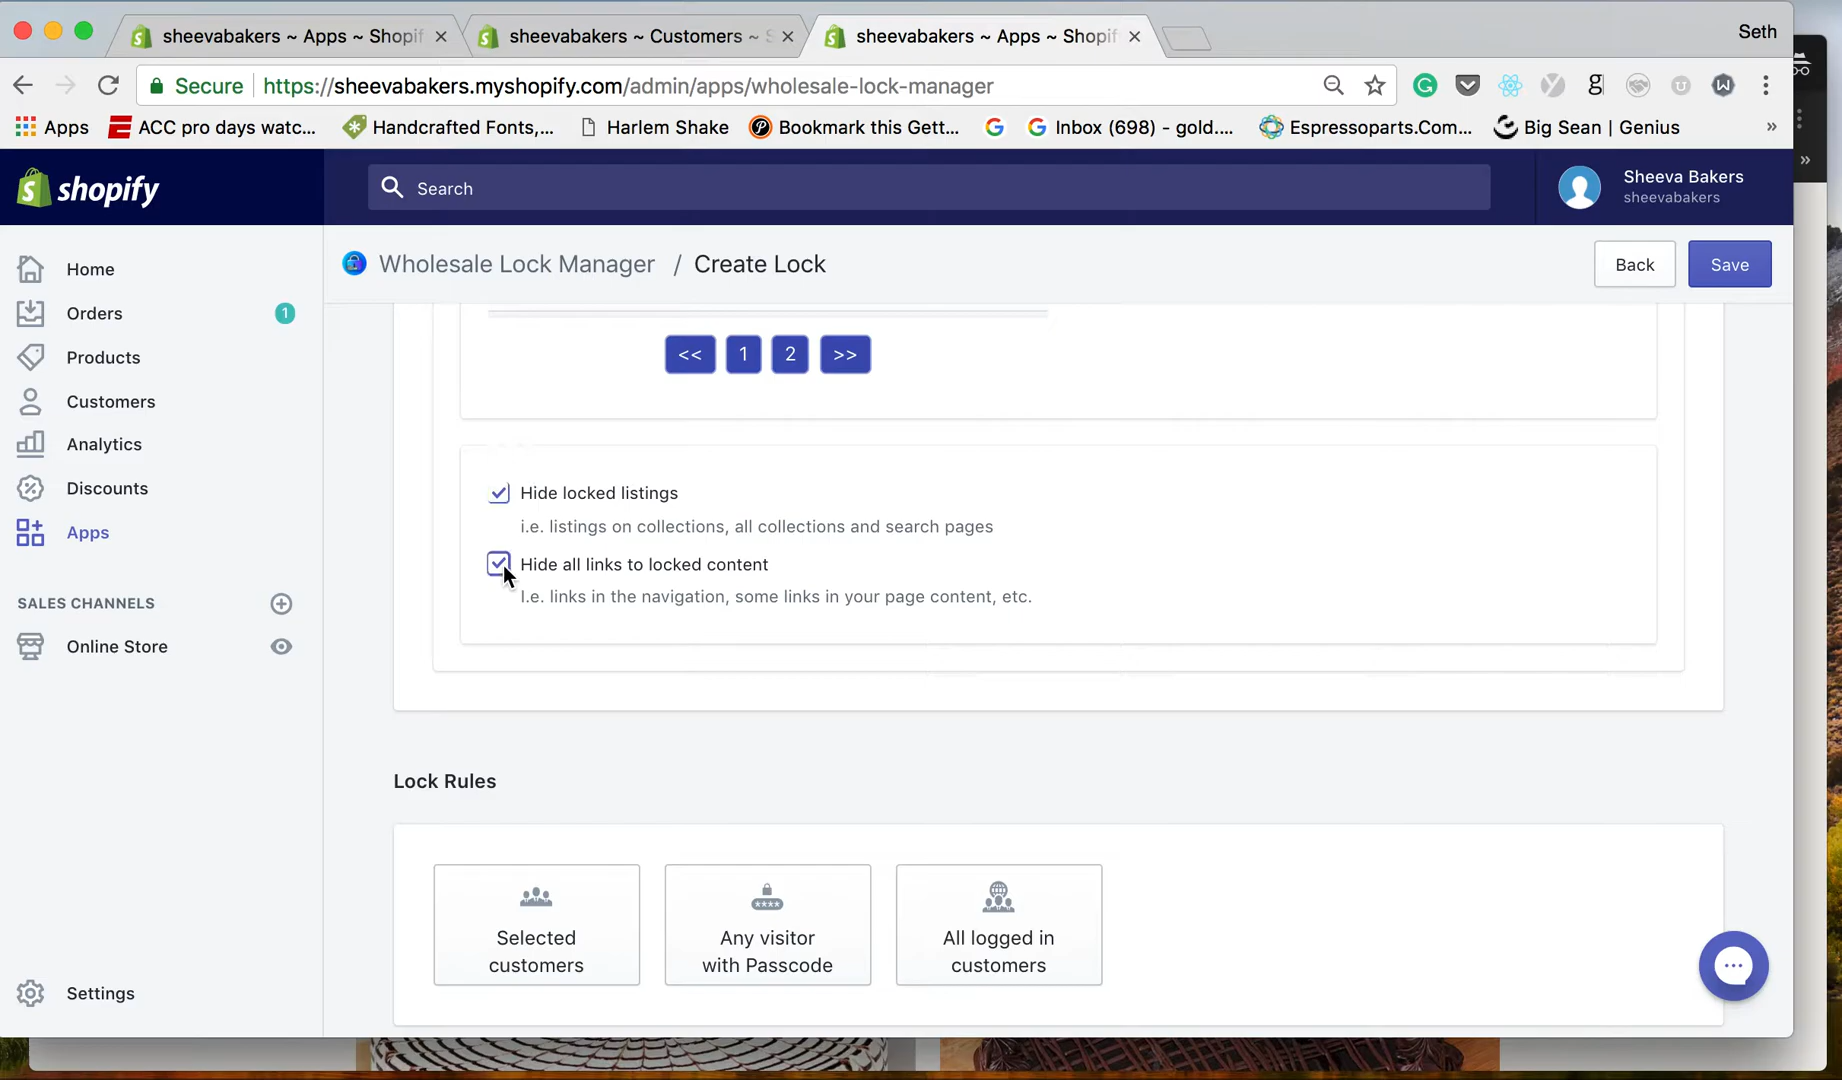 sheevabakers ~ Apps ~ Shopif
sheevabakers ~ Customers ~ S
sheevabakers ~ Apps ~ Shopif
Seth
Secure
https://sheevabakers.myshopify.com/admin/apps/wholesale-lock-manager
Apps
ACC pro days watc...
Handcrafted Fonts,...
Harlem Shake
Bookmark this Gett...
Inbox (698) - gold....
Espressoparts.Com...
Big Sean | Genius
»
»
shopify
Search
Sheeva Bakers
sheevabakers
Wholesale Lock Manager / Create Lock
Back
Save
Home
Orders
1
Products
Customers
Analytics
Discounts
Apps
SALES CHANNELS
Online Store
Settings
<< 1 2 >>
Hide locked listings
i.e. listings on collections, all collections and search pages
Hide all links to locked content
I.e. links in the navigation, some links in your page content, etc.
Lock Rules
Selected
customers
Any visitor
with Passcode
All logged in
customers